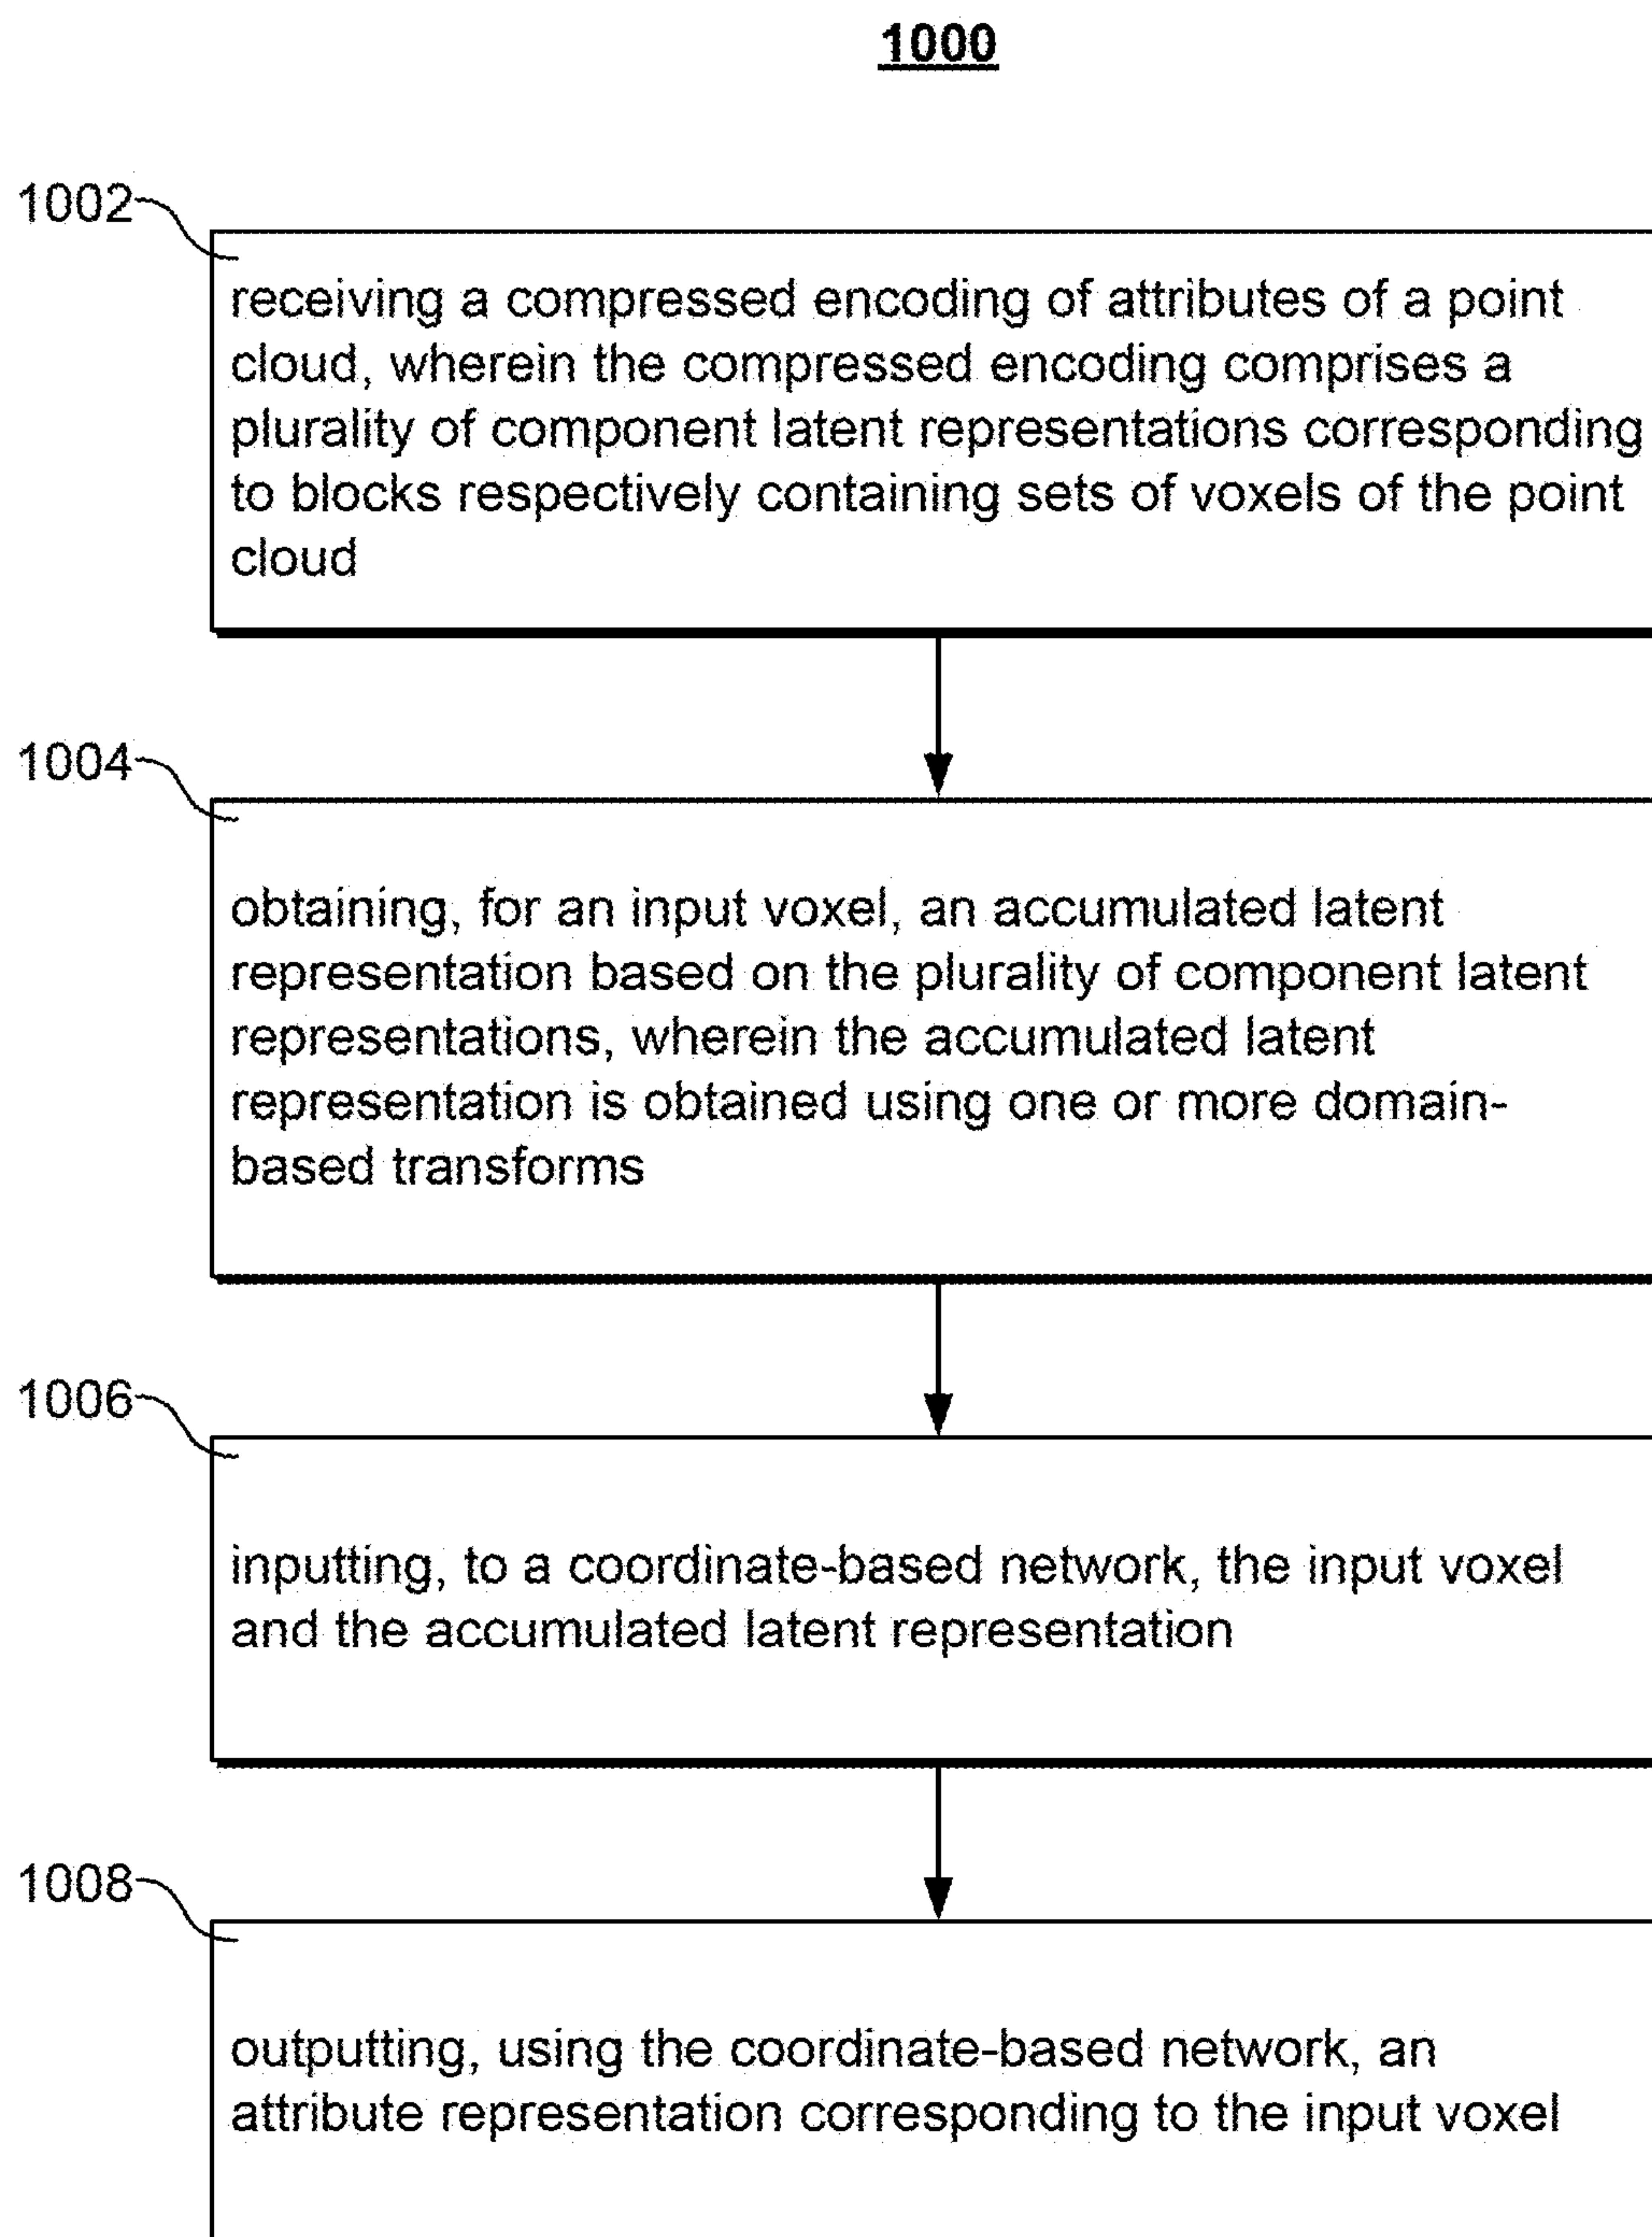 1000
1002
receiving a compressed encoding of attributes of a point
cloud, wherein the compressed encoding comprises a
plurality of component latent representations corresponding
to blocks respectively containing sets of voxels of the point
cloud
1004
obtaining, for an input voxel, an accumulated latent
representation based on the plurality of component latent
representations, wherein the accumulated latent
representation is obtained using one or more domain-
based transforms
1006
inputting, to a coordinate-based network, the input voxel
and the accumulated latent representation
1008
outputting, using the coordinate-based network, an
attribute representation corresponding to the input voxel